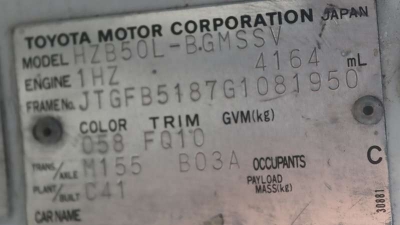 TOYOTA MOTOR CORPORATION JAPAN
MODEL HZB50L-BGMSSV
ENGINE 1HZ 4164 mL
FRAME No. JTGFB5187G1081950
COLOR TRIM GVM(kg)
058 FQ10
TRANS/AXLE M155 B03A OCCUPANTS C
PLANT/BUILT C41 PAYLOAD MASS(kg)
CAR NAME
30881